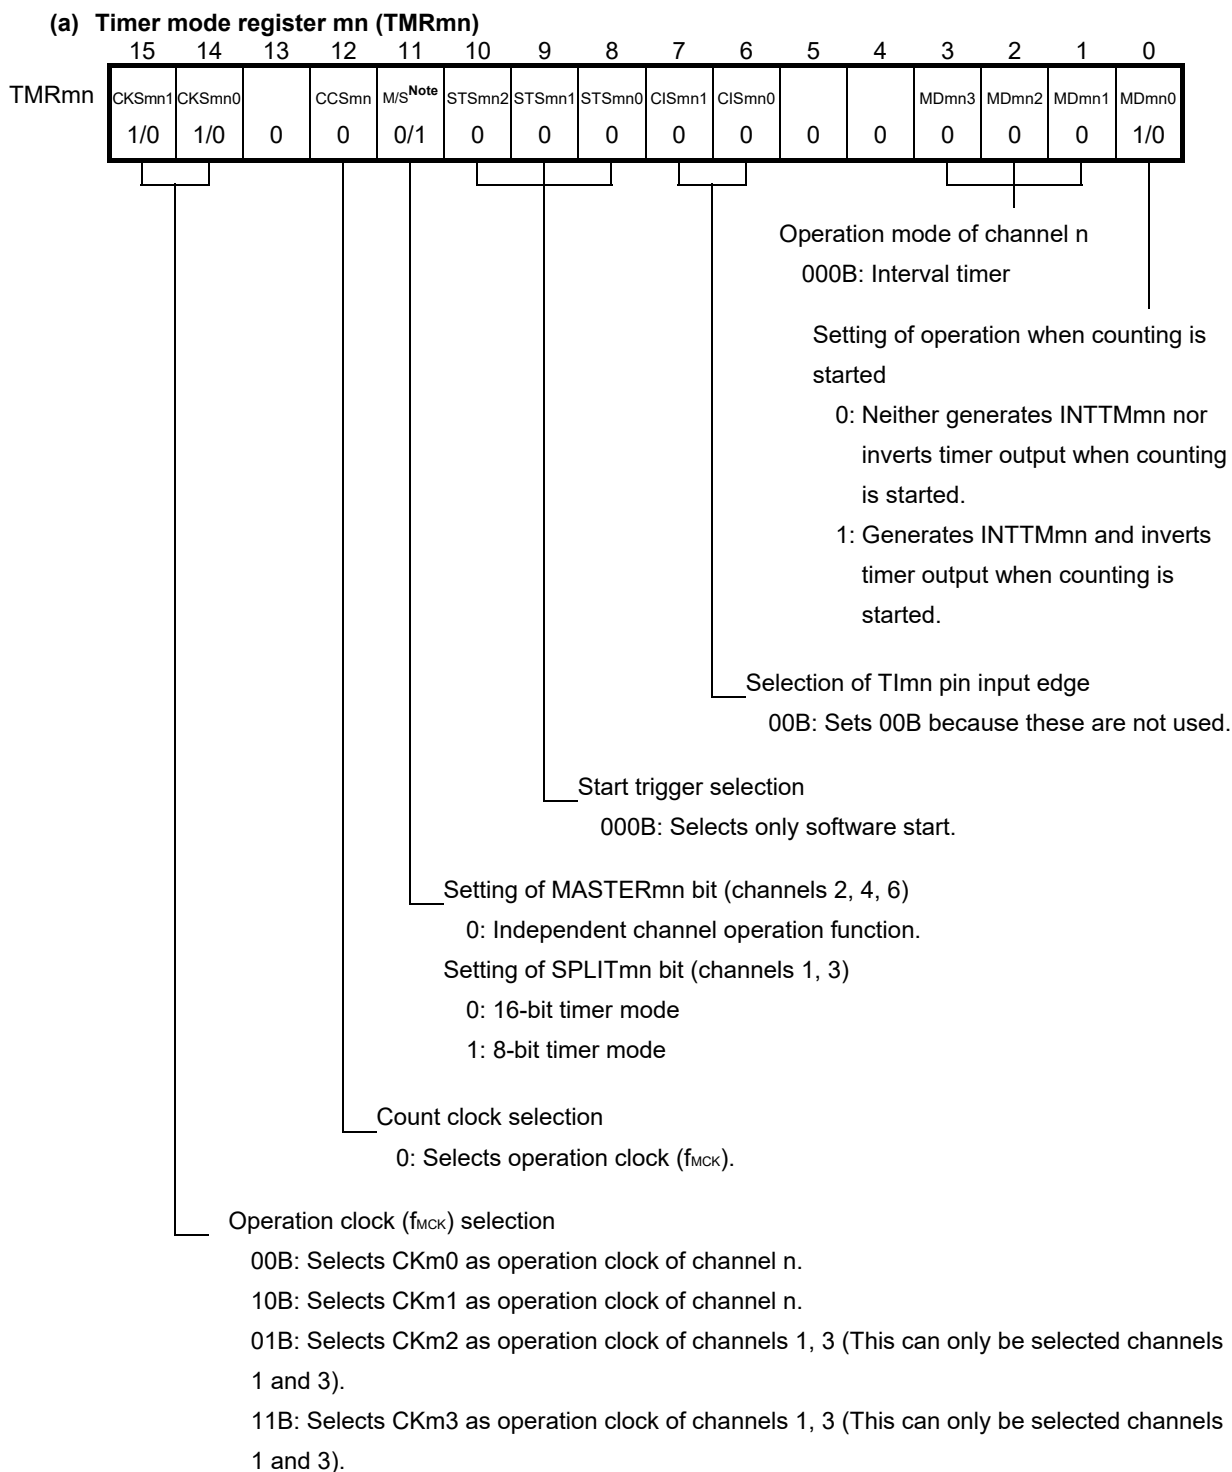 (a) Timer mode register mn (TMRmn)
15 14 13 12 11 10 9 8 7 6 5 4 3 2 1 0
TMRmn CKSmn1 CKSmn0 CCSmn M/SNote STSmn2 STSmn1 STSmn0 CISmn1 CISmn0 MDmn3 MDmn2 MDmn1 MDmn0
1/0 1/0 0 0 0/1 0 0 0 0 0 0 0 0 0 0 1/0
Operation mode of channel n
000B: Interval timer
Setting of operation when counting is
started
0: Neither generates INTTMmn nor
inverts timer output when counting
is started.
1: Generates INTTMmn and inverts
timer output when counting is
started.
Selection of TImn pin input edge
00B: Sets 00B because these are not used.
Start trigger selection
000B: Selects only software start.
Setting of MASTERmn bit (channels 2, 4, 6)
0: Independent channel operation function.
Setting of SPLITmn bit (channels 1, 3)
0: 16-bit timer mode
1: 8-bit timer mode
Count clock selection
0: Selects operation clock (fMCK).
Operation clock (fMCK) selection
00B: Selects CKm0 as operation clock of channel n.
10B: Selects CKm1 as operation clock of channel n.
01B: Selects CKm2 as operation clock of channels 1, 3 (This can only be selected channels
1 and 3).
11B: Selects CKm3 as operation clock of channels 1, 3 (This can only be selected channels
1 and 3).